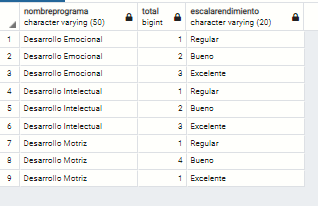 nombreprograma total escalarendimiento
character varying (50) bigint character varying (20)
1 Desarrollo Emocional 1 Regular
2 Desarrollo Emocional 2 Bueno
3 Desarrollo Emocional 3 Excelente
4 Desarrollo Intelectual 1 Regular
5 Desarrollo Intelectual 2 Bueno
6 Desarrollo Intelectual 3 Excelente
7 Desarrollo Motriz 1 Regular
8 Desarrollo Motriz 4 Bueno
9 Desarrollo Motriz 1 Excelente